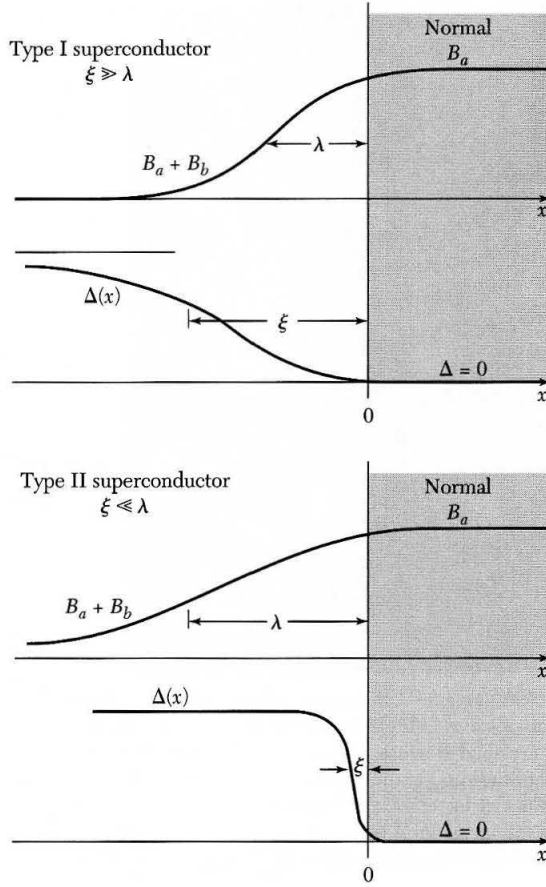 Type I superconductor
ξ ≫ λ
Normal
B_a
B_a + B_b
λ
x
Δ(x)
ξ
Δ = 0
x
0
Type II superconductor
ξ ≪ λ
Normal
B_a
B_a + B_b
λ
x
Δ(x)
ξ
Δ = 0
x
0